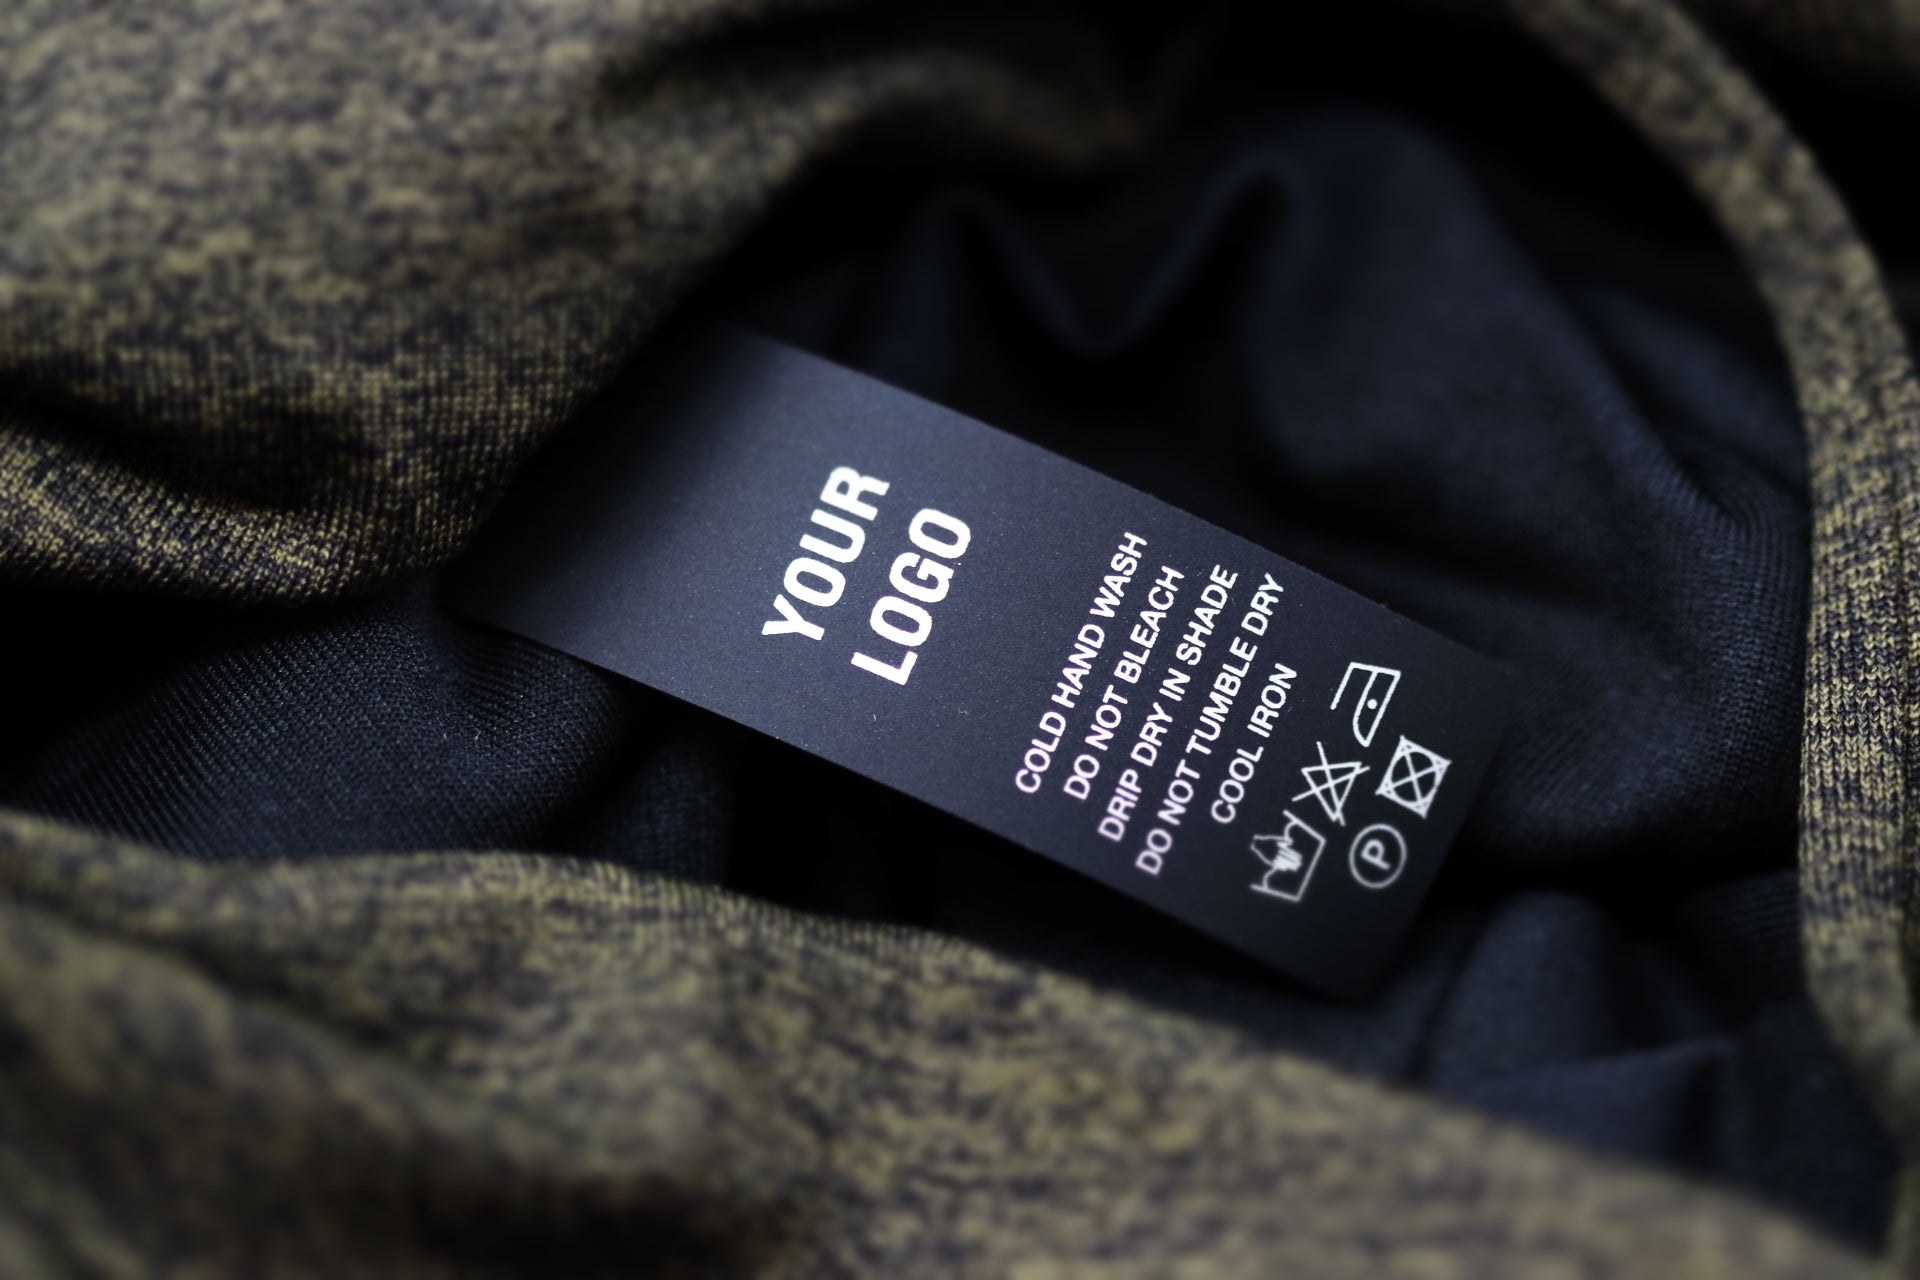 YOUR
LOGO
COLD HAND WASH
DO NOT BLEACH
DRIP DRY IN SHADE
DO NOT TUMBLE DRY
COOL IRON
P